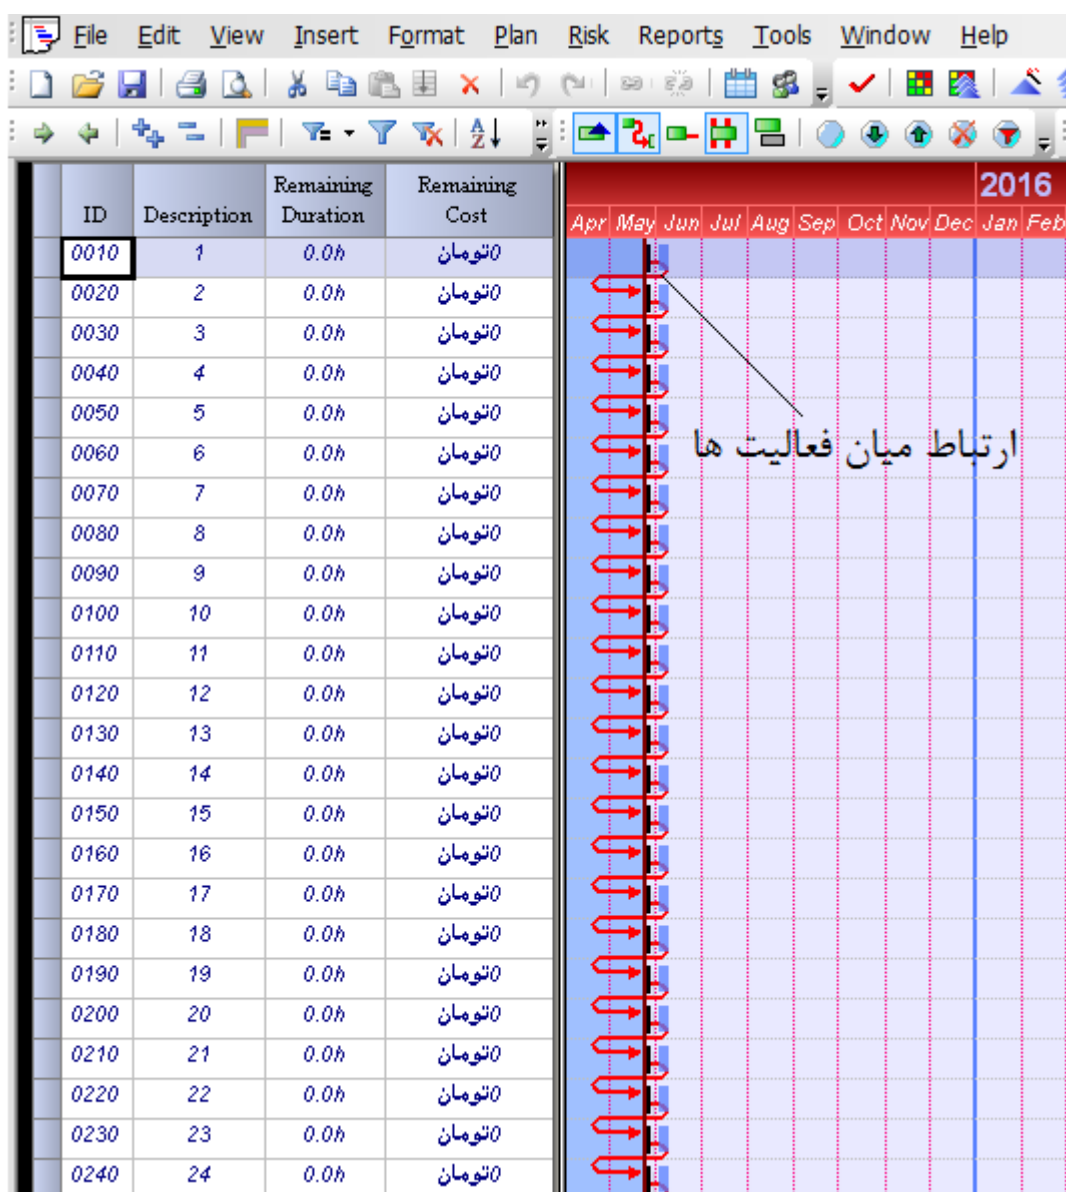 File Edit View Insert Format Plan Risk Reports Tools Window Help
ID Description Remaining Duration Remaining Cost
2016
Apr May Jun Jul Aug Sep Oct Nov Dec Jan Feb
0010 1 0.0h 0تومان
0020 2 0.0h 0تومان
0030 3 0.0h 0تومان
0040 4 0.0h 0تومان
0050 5 0.0h 0تومان
ارتباط میان فعالیت ها
0060 6 0.0h 0تومان
0070 7 0.0h 0تومان
0080 8 0.0h 0تومان
0090 9 0.0h 0تومان
0100 10 0.0h 0تومان
0110 11 0.0h 0تومان
0120 12 0.0h 0تومان
0130 13 0.0h 0تومان
0140 14 0.0h 0تومان
0150 15 0.0h 0تومان
0160 16 0.0h 0تومان
0170 17 0.0h 0تومان
0180 18 0.0h 0تومان
0190 19 0.0h 0تومان
0200 20 0.0h 0تومان
0210 21 0.0h 0تومان
0220 22 0.0h 0تومان
0230 23 0.0h 0تومان
0240 24 0.0h 0تومان